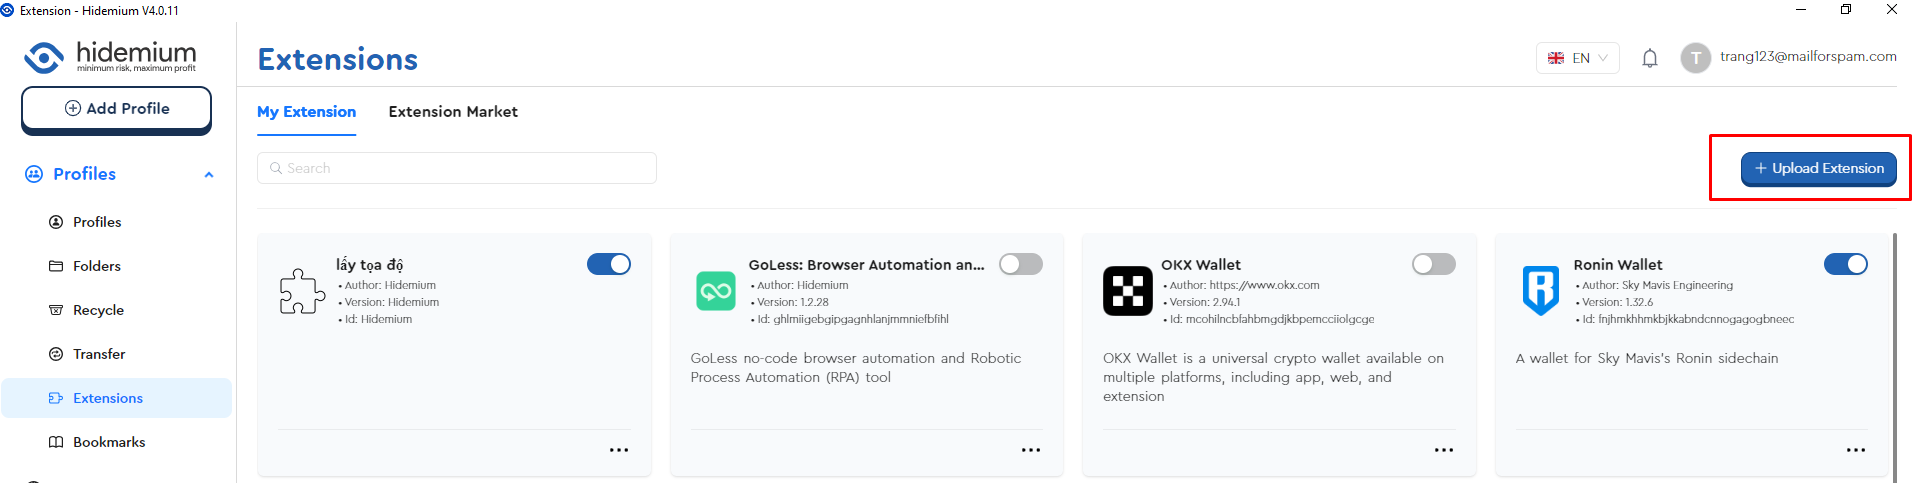 Extension - Hidemium V4.0.11
hidemium
minimum risk, maximum profit
Add Profile
Profiles
Profiles
Folders
Recycle
Transfer
Extensions
Bookmarks
Extensions
EN
T
trang123@mailforspam.com
My Extension
Extension Market
Search
+ Upload Extension
lấy tọa độ
• Author: Hidemium
• Version: Hidemium
• Id: Hidemium
GoLess: Browser Automation an...
• Author: Hidemium
• Version: 1.2.28
• Id: ghlmiigebgipgagnhlanjmmniefbfihl
GoLess no-code browser automation and Robotic
Process Automation (RPA) tool
OKX Wallet
• Author: https://www.okx.com
• Version: 2.94.1
• Id: mcohilncbfahbmgdjkbpemcciiolgcge
OKX Wallet is a universal crypto wallet available on
multiple platforms, including app, web, and
extension
Ronin Wallet
• Author: Sky Mavis Engineering
• Version: 1.32.6
• Id: fnjhmkhhmkbjkkabndcnnogagogbneec
A wallet for Sky Mavis's Ronin sidechain